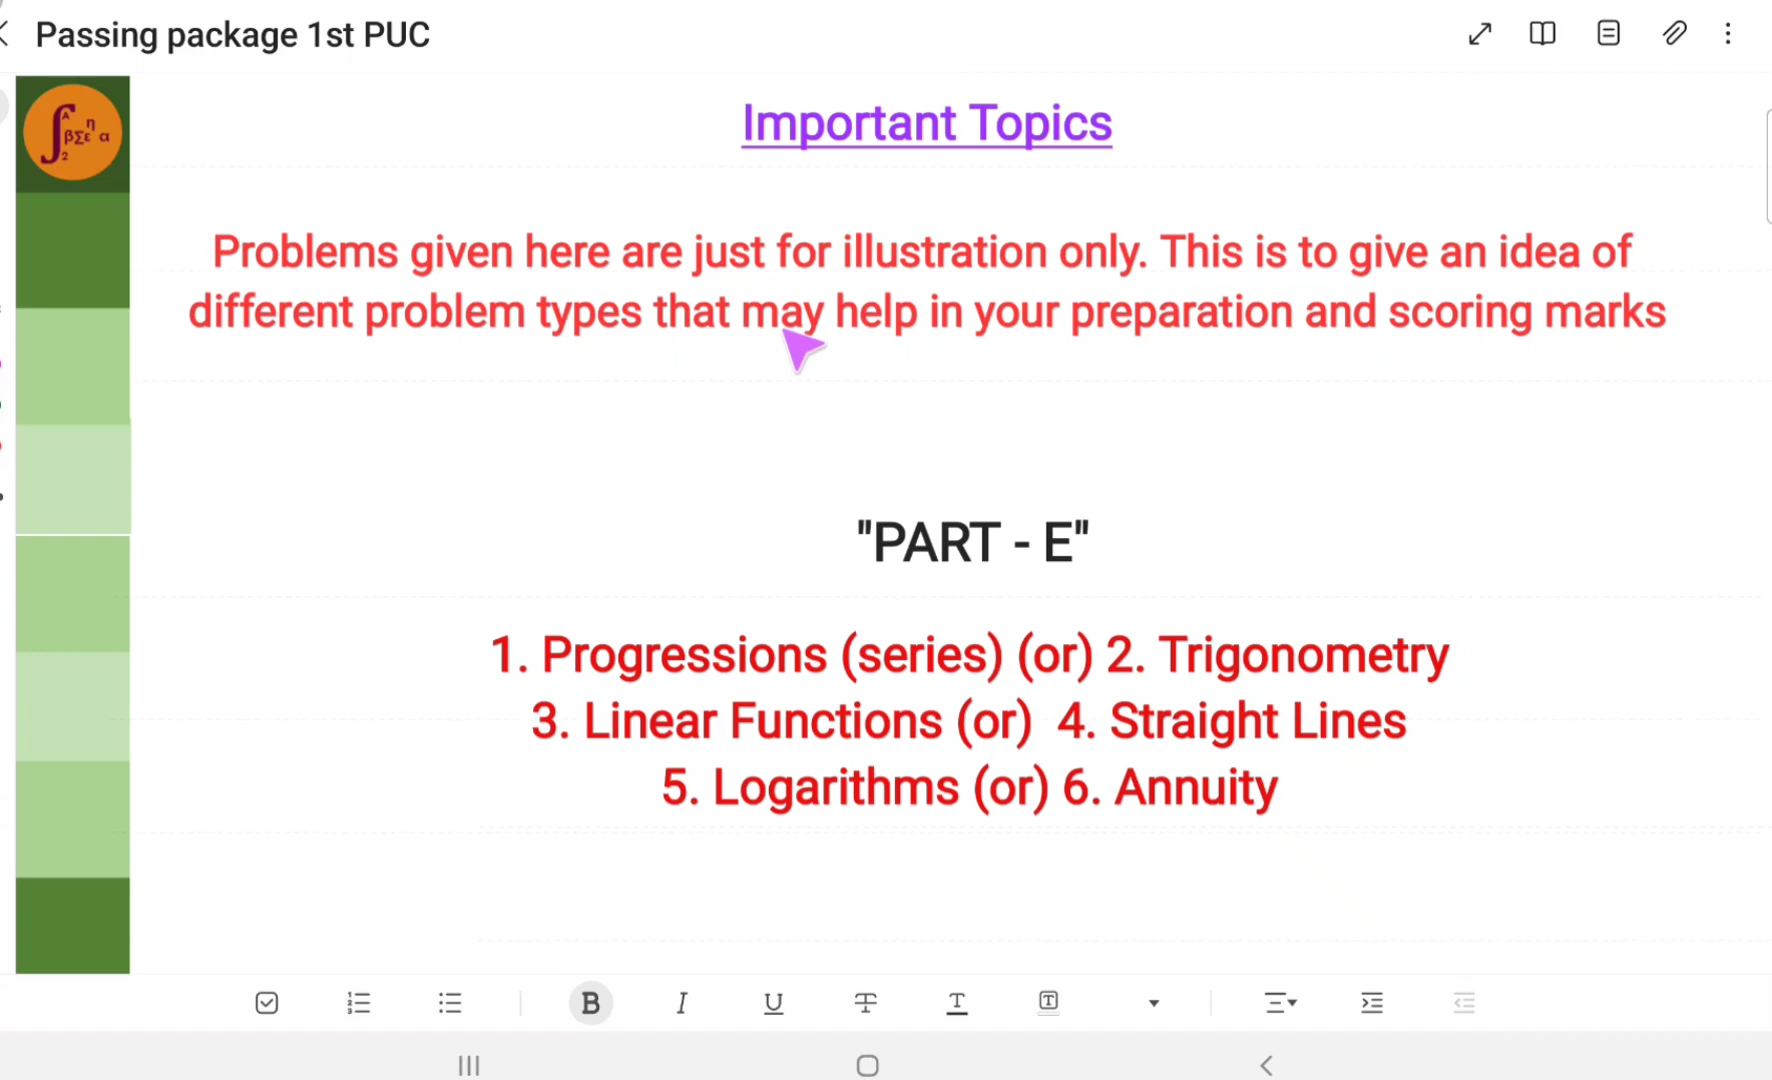 Passing package 1st PUC
Important Topics
Problems given here are just for illustration only. This is to give an idea of
different problem types that may help in your preparation and scoring marks
"PART - E"
1. Progressions (series) (or) 2. Trigonometry
3. Linear Functions (or) 4. Straight Lines
5. Logarithms (or) 6. Annuity